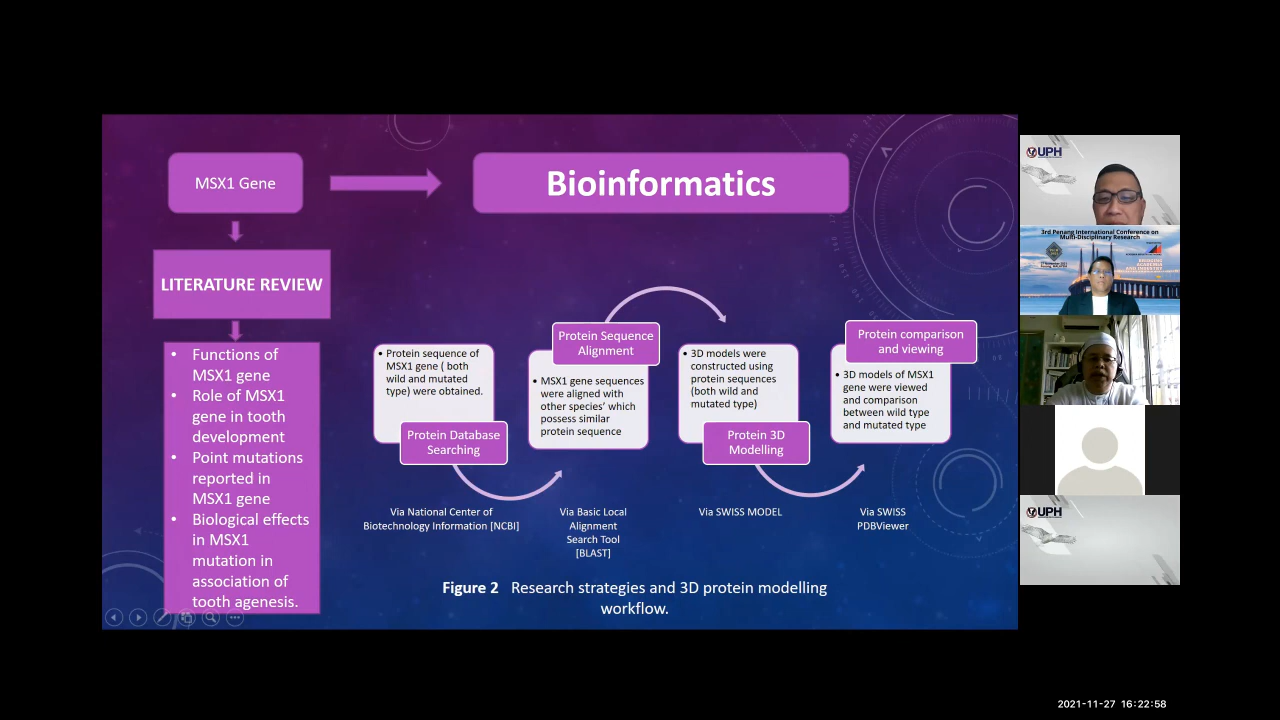 MSX1 Gene
Bioinformatics
LITERATURE REVIEW
• Functions of
MSX1 gene
• Role of MSX1
gene in tooth
development
• Point mutations
reported in
MSX1 gene
• Biological effects
in MSX1
mutation in
association of
tooth agenesis.
• Protein sequence of
MSX1 gene ( both
wild and mutated
type) were obtained.
Protein Database
Searching
Via National Center of
Biotechnology Information [NCBI]
Protein Sequence
Alignment
• MSX1 gene sequences
were aligned with
other species’ which
possess similar
protein sequence
Via Basic Local
Alignment
Search Tool
[BLAST]
• 3D models were
constructed using
protein sequences
(both wild and
mutated type)
Protein 3D
Modelling
Via SWISS MODEL
Protein comparison
and viewing
• 3D models of MSX1
gene were viewed
and comparison
between wild type
and mutated type
Via SWISS
PDBViewer
Figure 2 Research strategies and 3D protein modelling
workflow.
UPH
3rd Penang International Conference on
Multi-Disciplinary Research
BRIDGING
ACADEMIA
AND INDUSTRY
UPH
2021-11-27 16:22:58